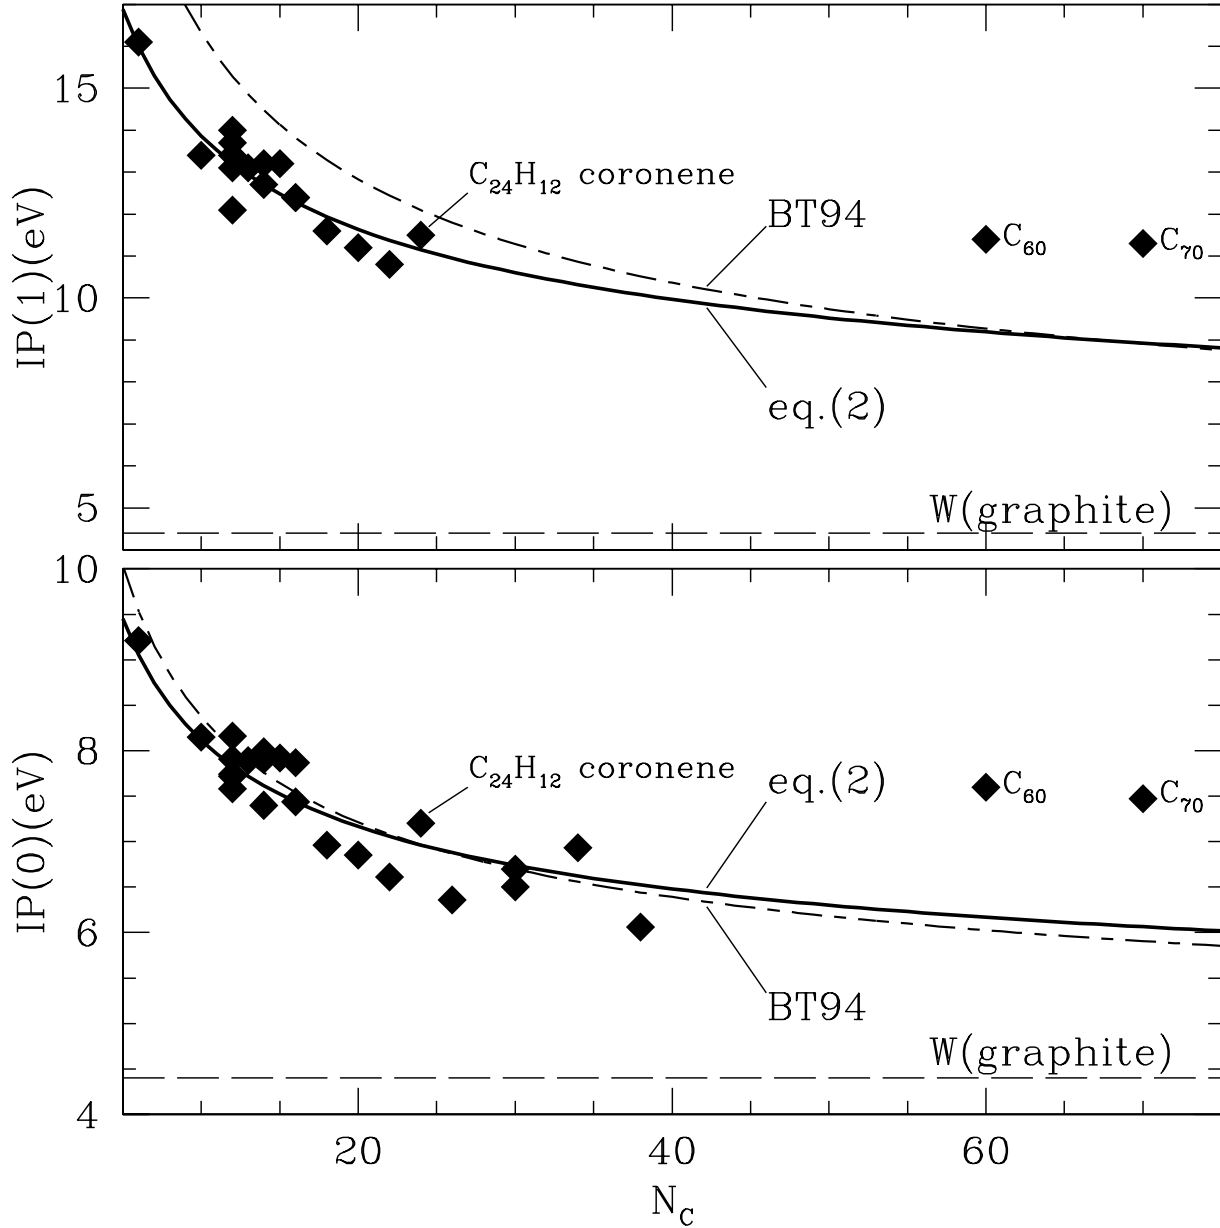 15
10
5
IP(1)(eV)
C24H12 coronene
BT94
C60
C70
eq.(2)
W(graphite)
10
8
6
4
IP(0)(eV)
C24H12 coronene
eq.(2)
C60
C70
BT94
W(graphite)
20
40
60
NC